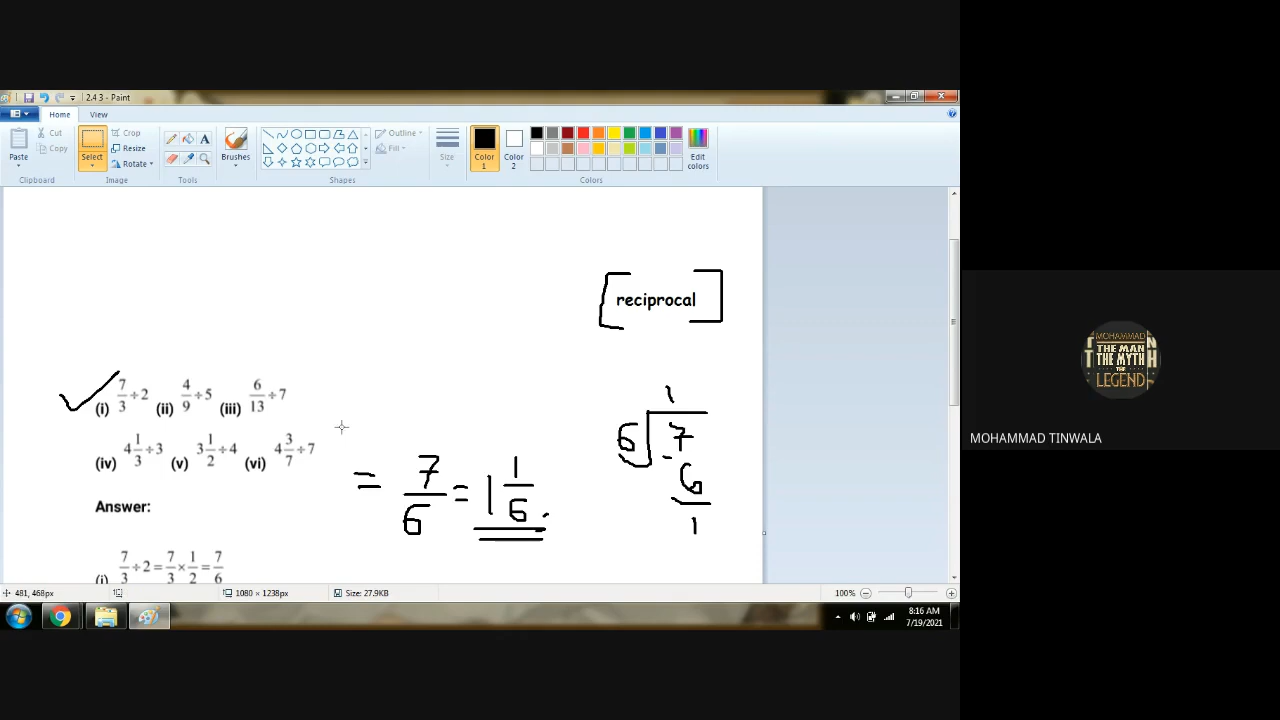 2.4 3 - Paint
Home View
Paste
Cut
Copy
Select
Crop
Resize
Rotate
Brushes
Outline
Fill
Size
Color 1
Color 2
Edit colors
Clipboard Image Tools Shapes Colors
reciprocal
(i) 7/3 ÷ 2 (ii) 4/9 ÷ 5 (iii) 6/13 ÷ 7
(iv) 4 1/3 ÷ 3 (v) 3 1/2 ÷ 4 (vi) 4 3/7 ÷ 7
= 7/6 = 1 1/6
1
6 7
- 6
1
Answer:
(i) 7/3 ÷ 2 = 7/3 × 1/2 = 7/6
481, 468px 1080 × 1238px Size: 27.9KB 100%
8:16 AM
7/19/2021
MOHAMMAD
THE MAN
THE MYTH
THE
LEGEND
MOHAMMAD TINWALA